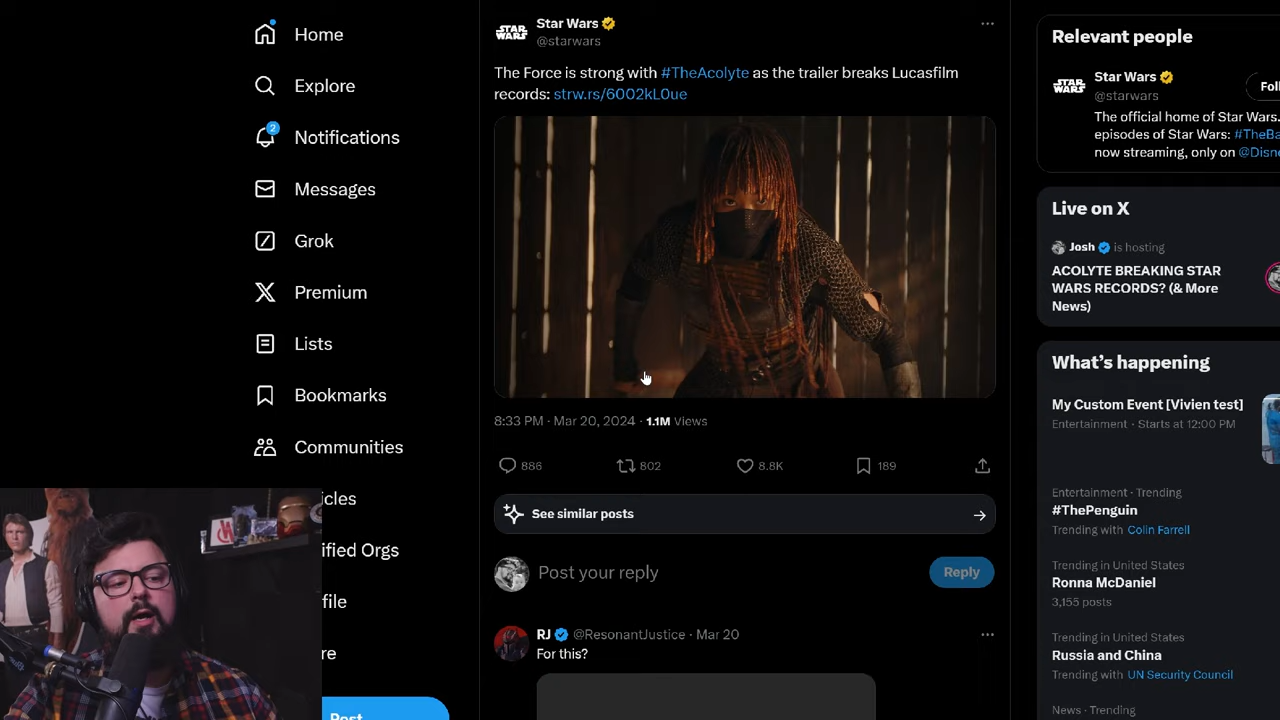 Home
Explore
2
Notifications
Messages
Grok
Premium
Lists
Bookmarks
Communities
icles
ified Orgs
file
re
Post
STAR
WARS
Star Wars
@starwars
The Force is strong with #TheAcolyte as the trailer breaks Lucasfilm
records: strw.rs/6002kL0ue
8:33 PM · Mar 20, 2024 · 1.1M Views
886
802
8.8K
189
See similar posts
Post your reply
Reply
RJ @ResonantJustice · Mar 20
For this?
Relevant people
STAR
WARS
Star Wars
@starwars
Foll
The official home of Star Wars.
episodes of Star Wars: #TheBa
now streaming, only on @Disn
Live on X
Josh is hosting
ACOLYTE BREAKING STAR
WARS RECORDS? (& More
News)
What's happening
My Custom Event [Vivien test]
Entertainment · Starts at 12:00 PM
Entertainment · Trending
#ThePenguin
Trending with Colin Farrell
Trending in United States
Ronna McDaniel
3,155 posts
Trending in United States
Russia and China
Trending with UN Security Council
News · Trending